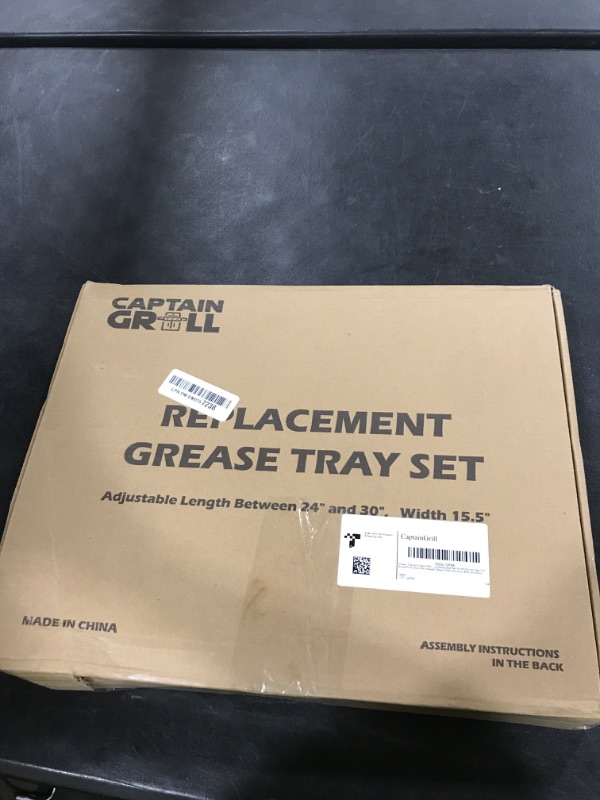 CAPTAIN
GRILL
7238
REPLACEMENT
GREASE TRAY SET
Adjustable Length Between 24" and 30", Width 15.5"
CaptainGrill
MADE IN CHINA
ASSEMBLY INSTRUCTIONS
IN THE BACK